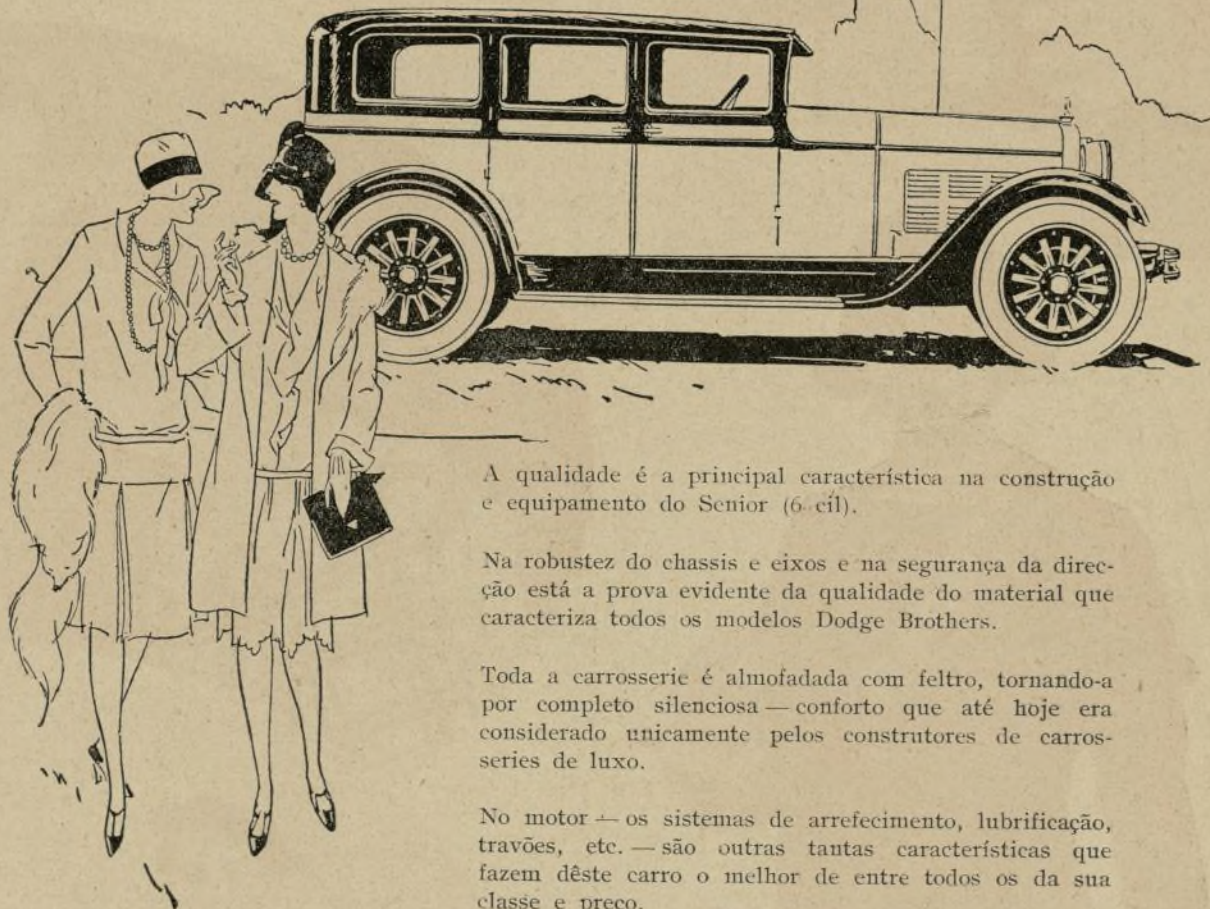 A qualidade é a principal característica na construção
e equipamento do Senior (6 cil).
Na robustez do chassis e eixos e na segurança da direc-
ção está a prova evidente da qualidade do material que
caracteriza todos os modelos Dodge Brothers.
Toda a carrosserie é almofadada com feltro, tornando-a
por completo silenciosa — conforto que até hoje era
considerado unicamente pelos construtores de carros-
series de luxo.
No motor — os sistemas de arrefecimento, lubrificação,
travões, etc. — são outras tantas características que
fazem dêste carro o melhor de entre todos os da sua
classe e preço.